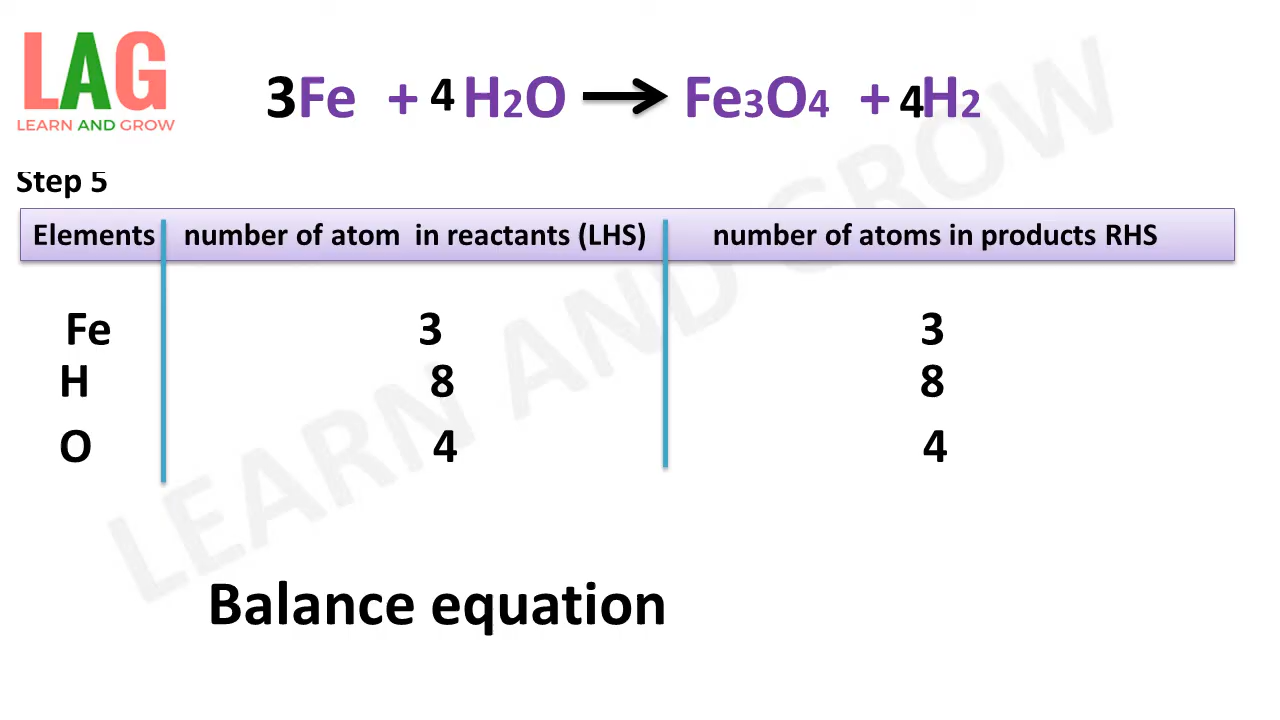 LAG
LEARN AND GROW
3Fe + 4 H2O → Fe3O4 + 4H2
Step 5
Elements number of atom in reactants (LHS) number of atoms in products RHS
Fe 3 3
H 8 8
O 4 4
LEARN AND GROW
Balance equation